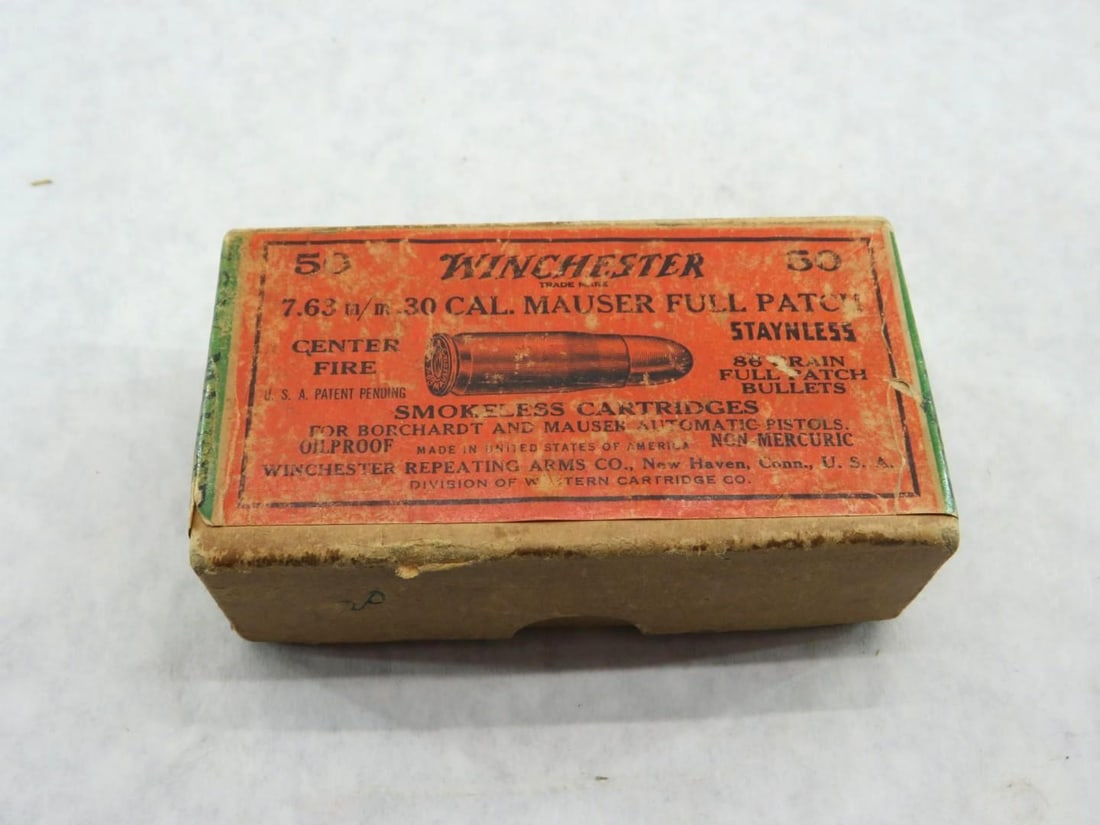 50 WINCHESTER 50
TRADE MARK
7.63 m/m .30 CAL. MAUSER FULL PATCH
STAYNLESS
CENTER
FIRE
U. S. A. PATENT PENDING
86 GRAIN
FULL PATCH
BULLETS
SMOKELESS CARTRIDGES
FOR BORCHARDT AND MAUSER AUTOMATIC PISTOLS.
OILPROOF MADE IN UNITED STATES OF AMERICA NON-MERCURIC
WINCHESTER REPEATING ARMS CO., New Haven, Conn., U. S. A.
DIVISION OF WESTERN CARTRIDGE CO.